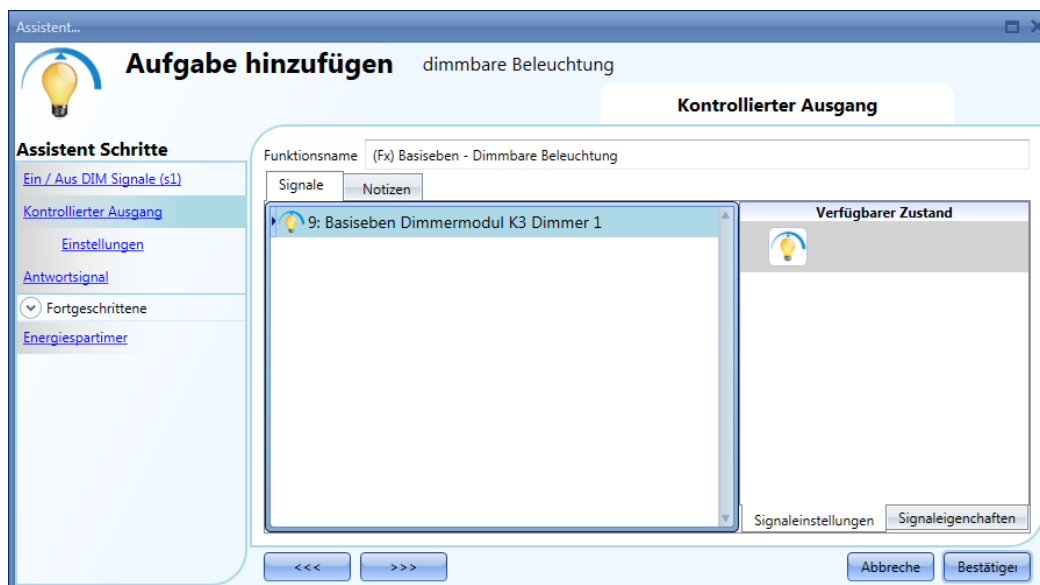 Assistent...
Aufgabe hinzufügen
dimmbare Beleuchtung
Kontrollierter Ausgang
Assistent Schritte
Ein / Aus DIM Signale (s1)
Kontrollierter Ausgang
Einstellungen
Antwortsignal
Fortgeschrittene
Energiespartimer
Funktionsname (Fx) Basiseben - Dimmbare Beleuchtung
Signale Notizen
9: Basiseben Dimmermodul K3 Dimmer 1
Verfügbarer Zustand
Signaleinstellungen Signaleigenchaften
<<< >>> Abbreche Bestätiger